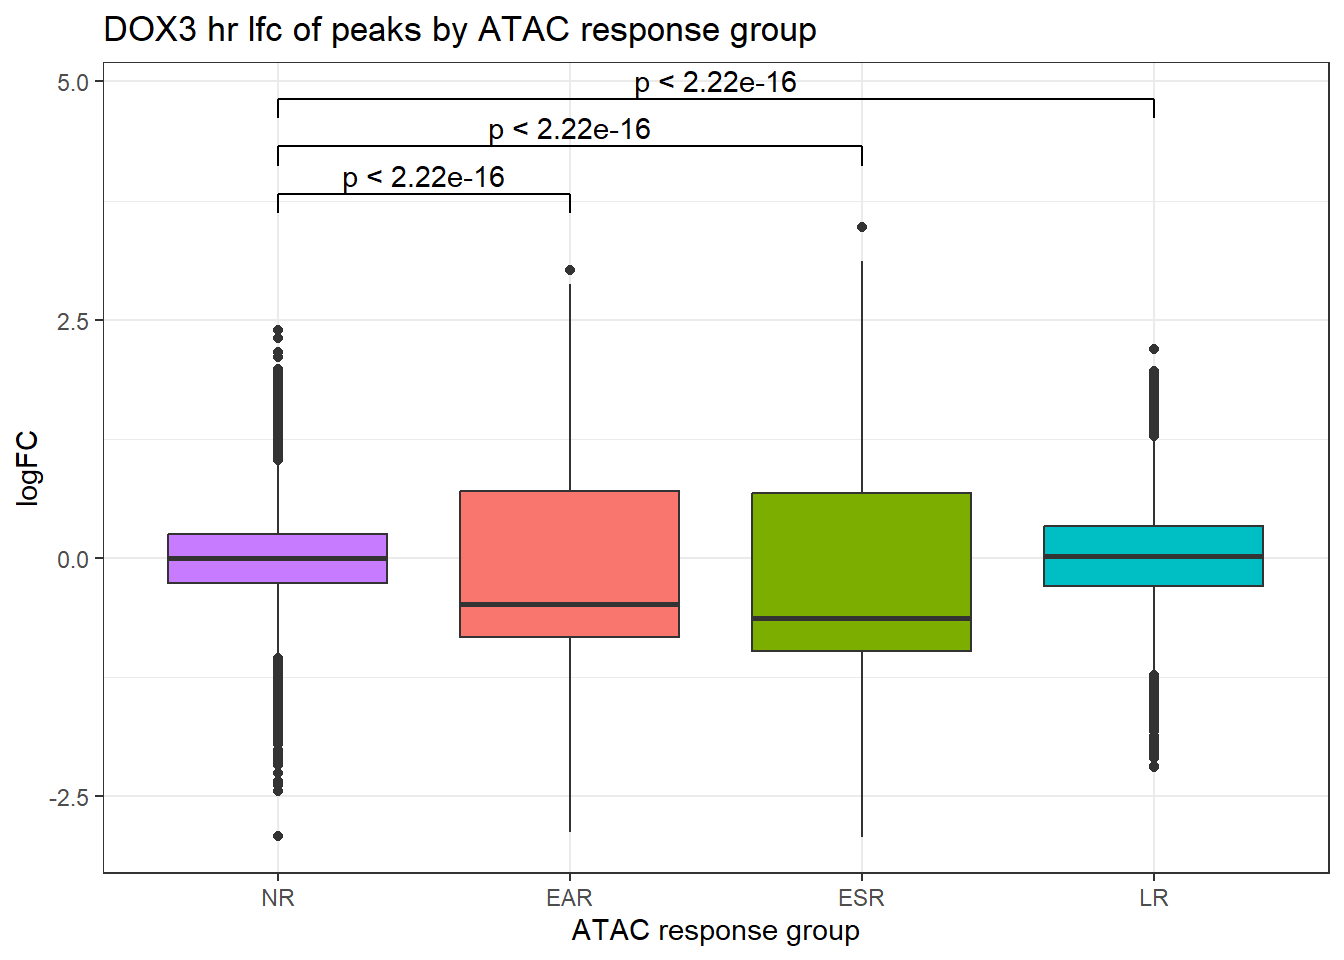 DOX3 hr lfc of peaks by ATAC response group
p < 2.22e-16
p < 2.22e-16
p < 2.22e-16
5.0
2.5
0.0
-2.5
logFC
NR EAR ESR LR
ATAC response group